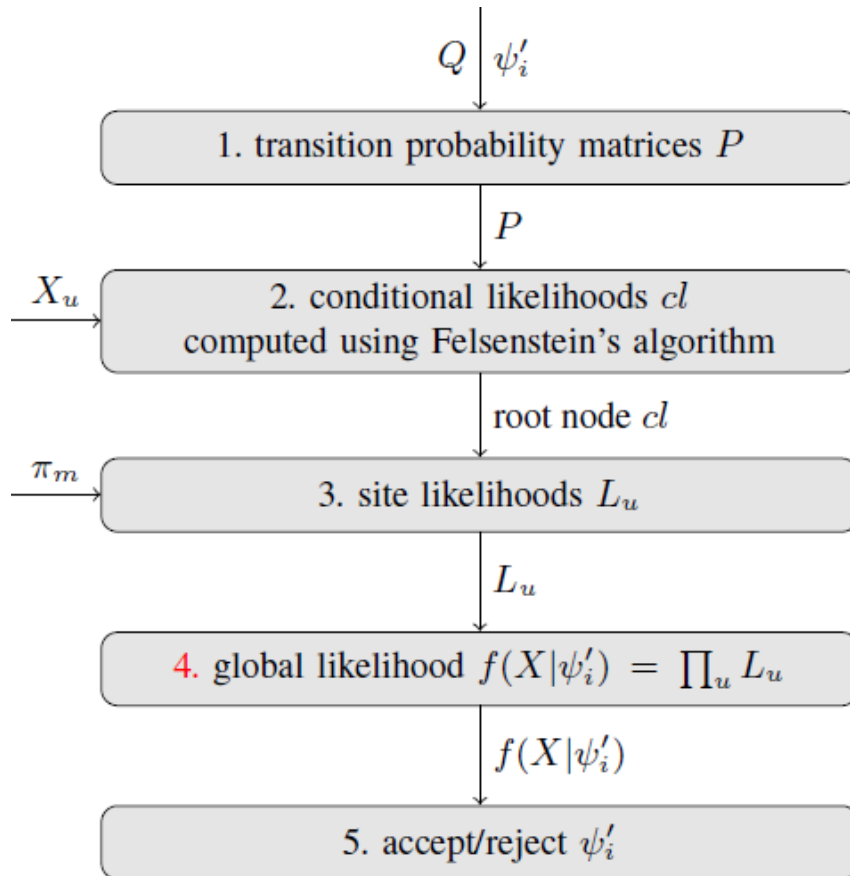 Q ψ′ᵢ
1. transition probability matrices P
P
Xᵤ
2. conditional likelihoods cl
computed using Felsenstein's algorithm
root node cl
πₘ
3. site likelihoods Lᵤ
Lᵤ
4. global likelihood f(X|ψ′ᵢ) = ∏ᵤ Lᵤ
f(X|ψ′ᵢ)
5. accept/reject ψ′ᵢ